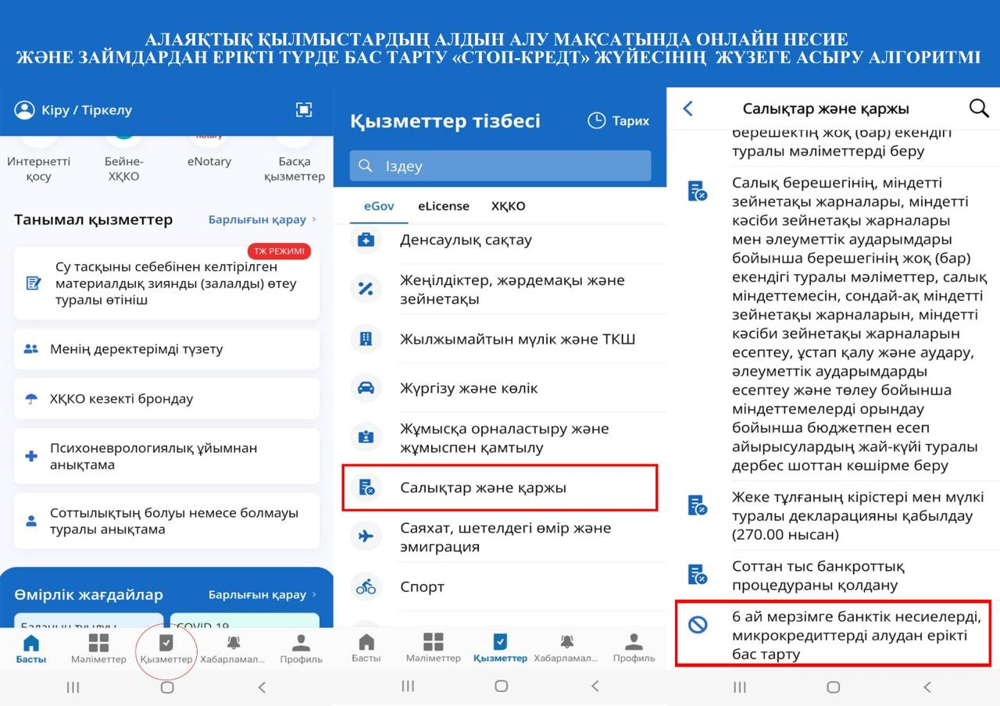 АЛАЯҚТЫҚ ҚЫЛМЫСТАРДЫҢ АЛДЫН АЛУ МАҚСАТЫНДА ОНЛАЙН НЕСИЕ
ЖӘНЕ ЗАЙМДАРДАН ЕРІКТІ ТҮРДЕ БАС ТАРТУ «СТОП-КРЕДТ» ЖҮЙЕСІНІҢ ЖҮЗЕГЕ АСЫРУ АЛГОРИТМІ
Кіру / Тіркелу
notary
Интернетті
қосу
Бейне-
ХҚКО
eNotary
Басқа
қызметтер
Танымал қызметтер
Барлығын қарау
ТЖ РЕЖИМІ
Су тасқыны себебінен келтірілген
материалдық зиянды (залалды) өтеу
туралы өтініш
Менің деректерімді түзету
ХҚКО кезекті брондау
Психоневрологиялық ұйымнан
анықтама
Соттылықтың болуы немесе болмауы
туралы анықтама
Өмірлік жағдайлар
Барлығын қарау
Баланың туылуы
COVID-19
Басты
Мәліметтер
Қызметтер
Хабарламал...
Профиль
Қызметтер тізбесі
Тарих
Іздеу
eGov
eLicense
ХҚКО
Денсаулық сақтау
Жеңілдіктер, жәрдемақы және
зейнетақы
Жылжымайтын мүлік және ТКШ
Жүргізу және көлік
Жұмысқа орналастыру және
жұмыспен қамтылу
Салықтар және қаржы
Саяхат, шетелдегі өмір және
эмиграция
Спорт
Басты
Мәліметтер
Қызметтер
Хабарламал...
Профиль
Салықтар және қаржы
берешектің жоқ (бар) екендігі
туралы мәліметтерді беру
Салық берешегінің, міндетті
зейнетақы жарналары, міндетті
кәсіби зейнетақы жарналары
мен әлеуметтік аударымдары
бойынша берешегінің жоқ (бар)
екендігі туралы мәліметтер, салық
міндеттемесін, сондай-ақ міндетті
зейнетақы жарналарын, міндетті
кәсіби зейнетақы жарналарын
есептеу, ұстап қалу және аудару,
әлеуметтік аударымдарды
есептеу және төлеу бойынша
міндеттемелерді орындау
бойынша бюджетпен есеп
айырысулардың жай-күйі туралы
дербес шоттан көшірме беру
Жеке тұлғаның кірістері мен мүлкі
туралы декларацияны қабылдау
(270.00 нысан)
Соттан тыс банкроттық
процедураны қолдану
6 ай мерзімге банктік несиелерді,
микрокредиттерді алудан ерікті
бас тарту